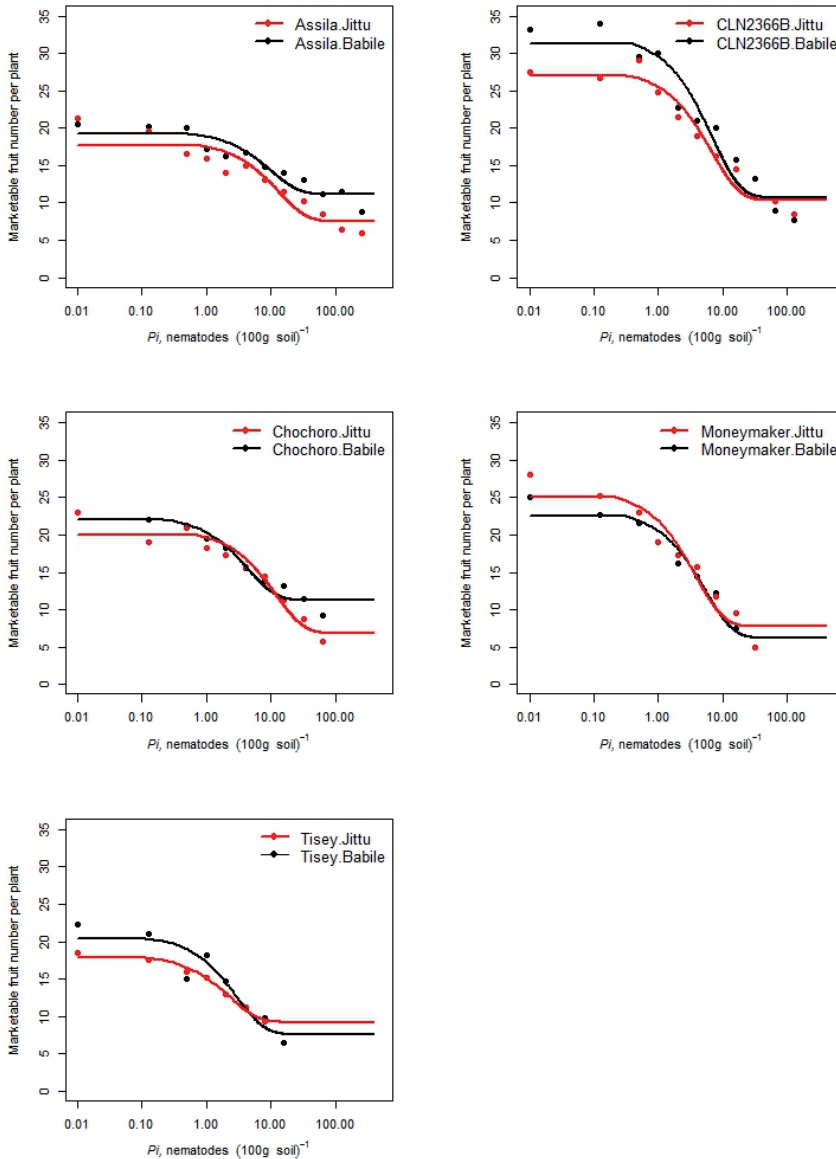 Assila.Jittu
Assila.Babile
Marketable fruit number per plant
35
30
25
20
15
10
5
0
0.01 0.10 1.00 10.00 100.00
Pi, nematodes (100g soil)⁻¹
CLN2366B.Jittu
CLN2366B.Babile
Marketable fruit number per plant
35
30
25
20
15
10
5
0
0.01 0.10 1.00 10.00 100.00
Pi, nematodes (100g soil)⁻¹
Chochoro.Jittu
Chochoro.Babile
Marketable fruit number per plant
35
30
25
20
15
10
5
0
0.01 0.10 1.00 10.00 100.00
Pi, nematodes (100g soil)⁻¹
Moneymaker.Jittu
Moneymaker.Babile
Marketable fruit number per plant
35
30
25
20
15
10
5
0
0.01 0.10 1.00 10.00 100.00
Pi, nematodes (100g soil)⁻¹
Tisey.Jittu
Tisey.Babile
Marketable fruit number per plant
35
30
25
20
15
10
5
0
0.01 0.10 1.00 10.00 100.00
Pi, nematodes (100g soil)⁻¹